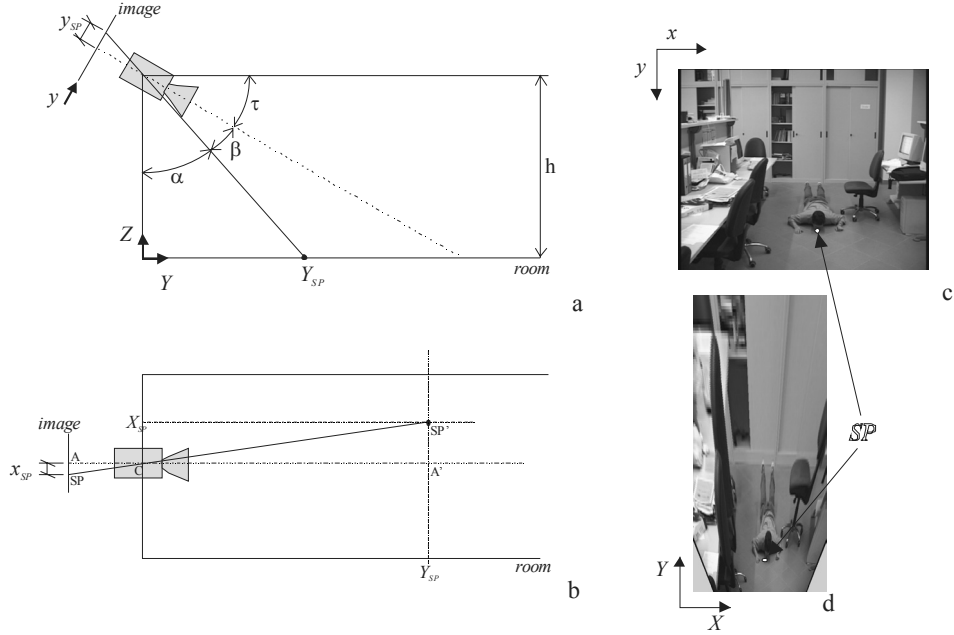 image
y_SP
y
τ
β
α
h
Z
Y
Y_SP
room
a
image
X_SP
SP'
A
x_SP
C
SP
A'
Y_SP
room
b
x
y
c
SP
Y
X
d